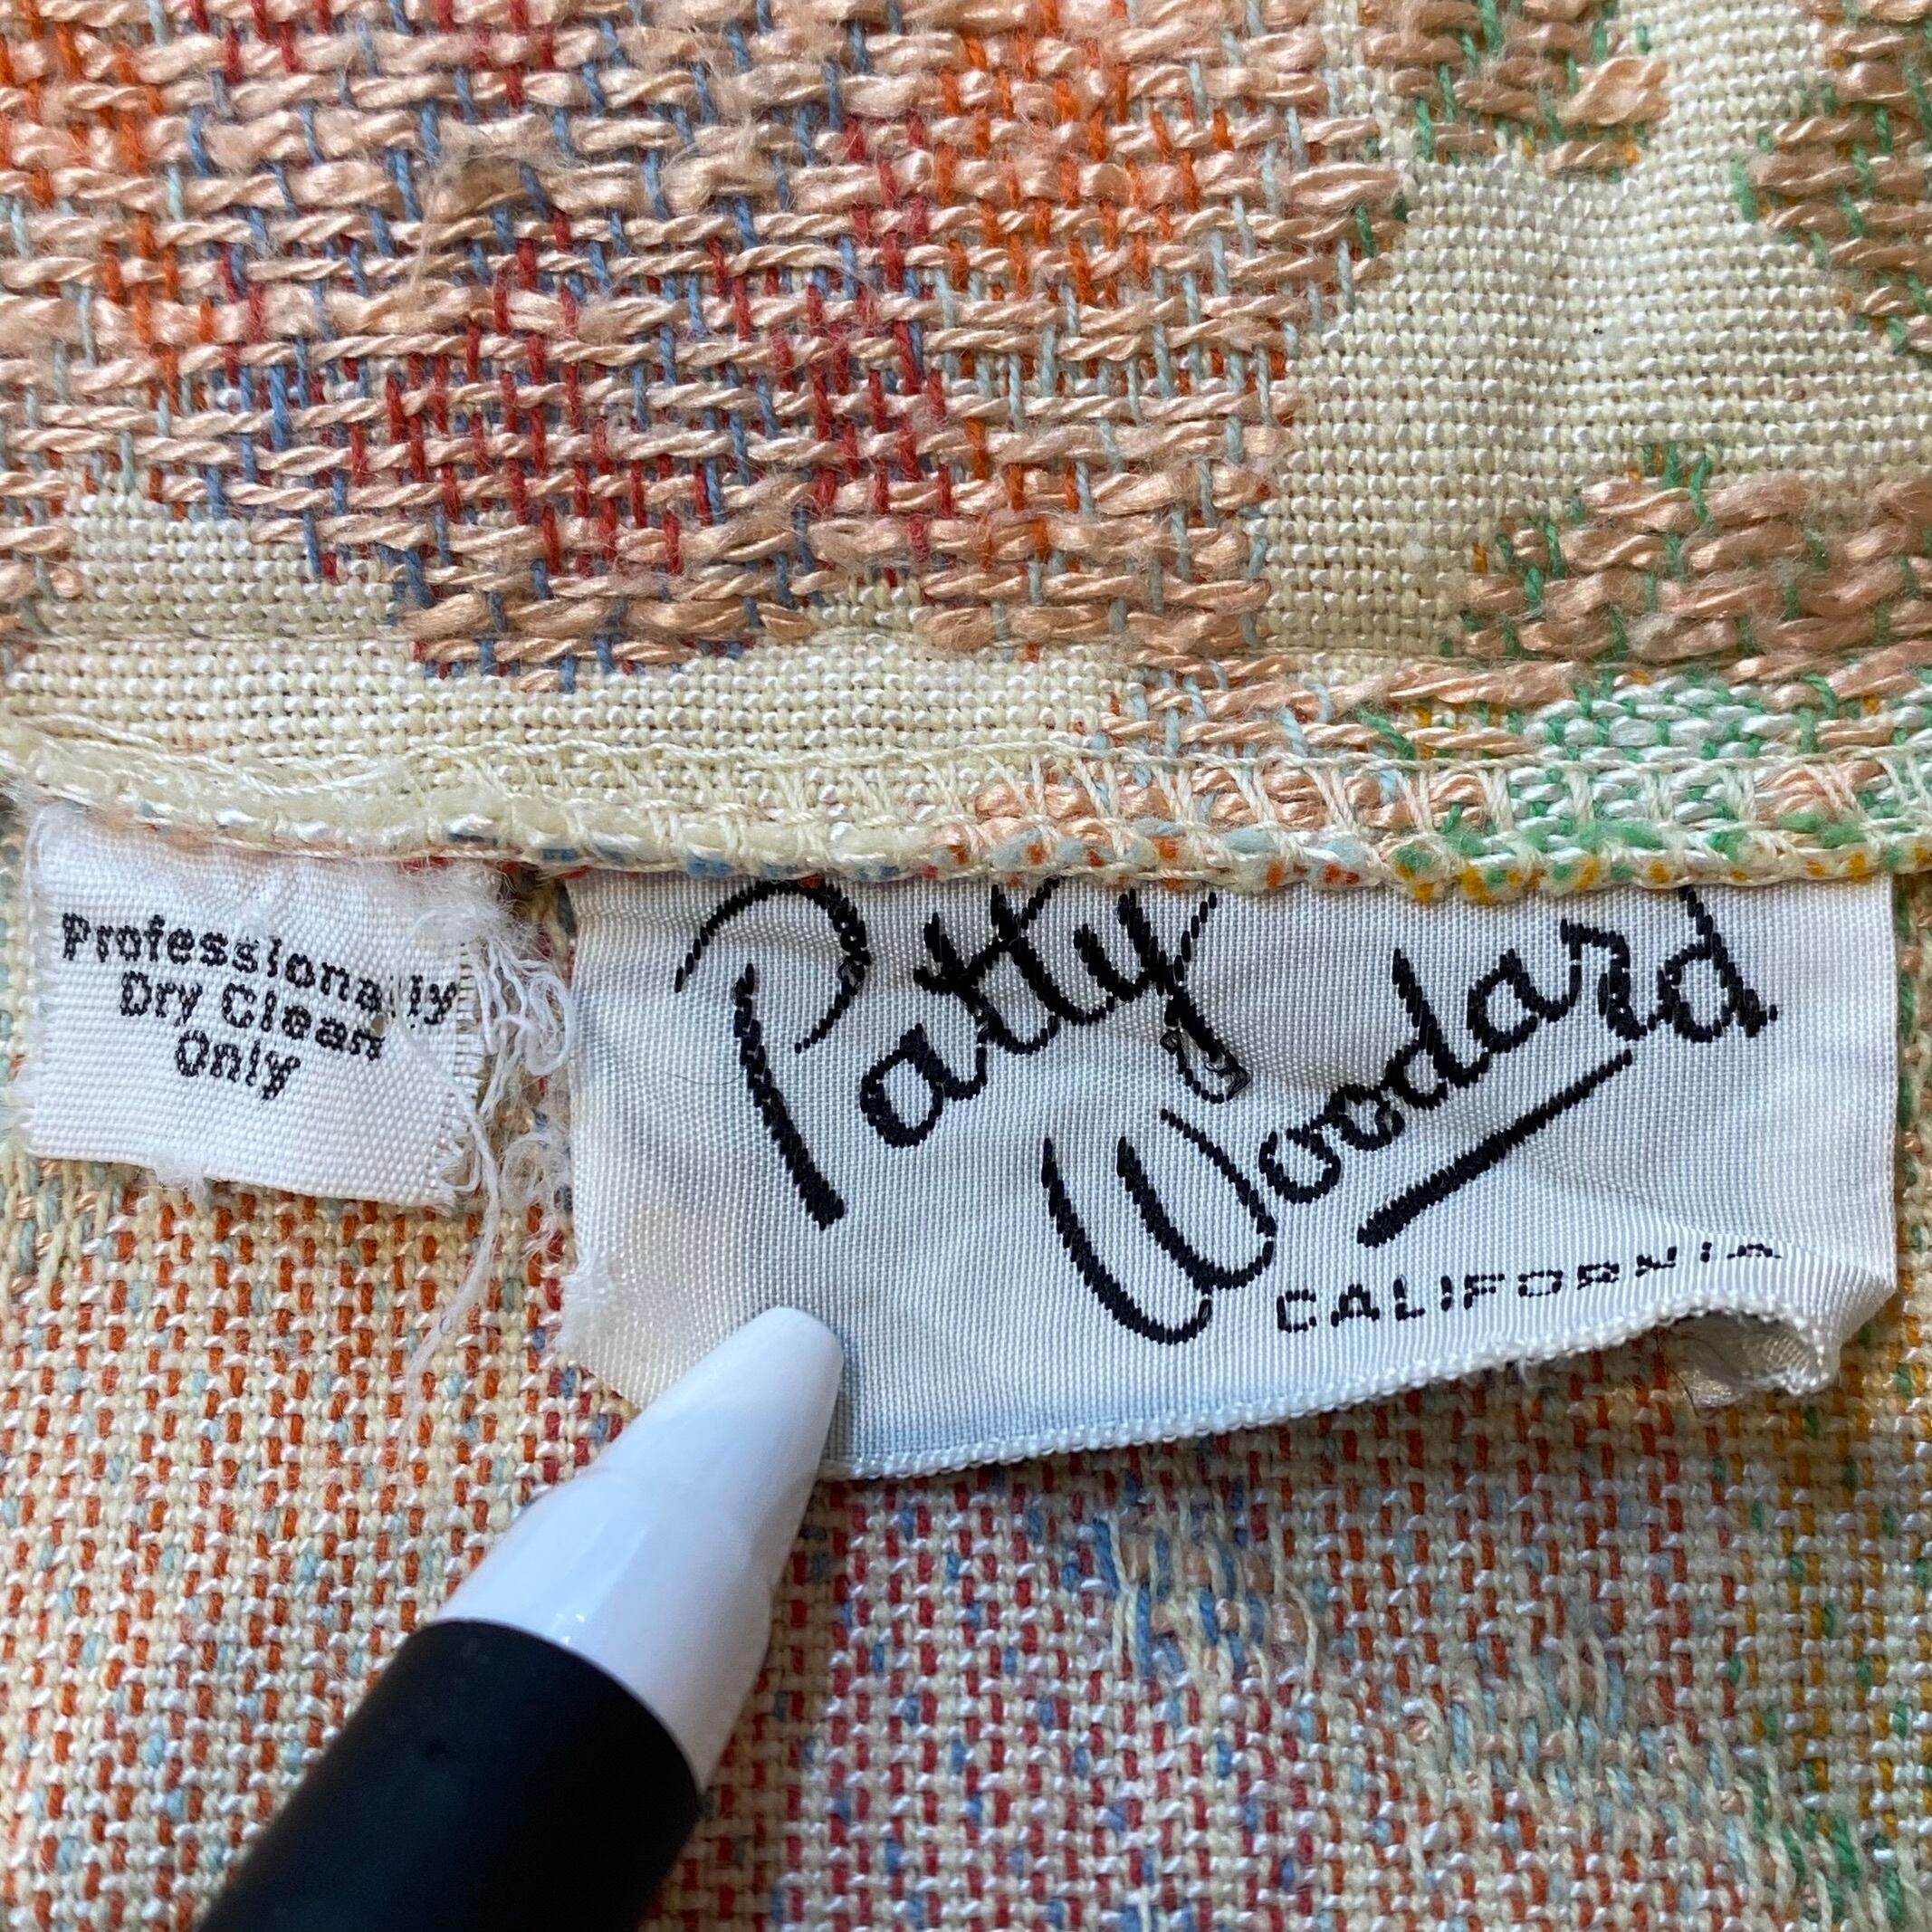 Professionally
Dry Clean
Only
Patty
Woodard
CALIFORNIA